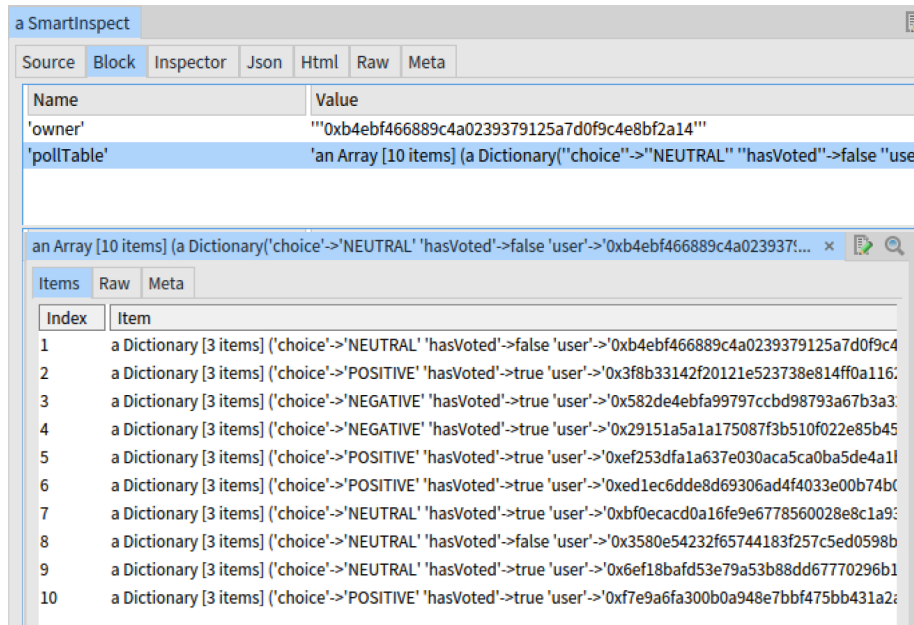 a SmartInspect
Source Block Inspector Json Html Raw Meta
Name Value
'owner' '''0xb4ebf466889c4a0239379125a7d0f9c4e8bf2a14'''
'pollTable' 'an Array [10 items] (a Dictionary(''choice''->''NEUTRAL'' ''hasVoted''->false ''use
an Array [10 items] (a Dictionary('choice'->'NEUTRAL' 'hasVoted'->false 'user'->'0xb4ebf466889c4a0239379... ×
Items Raw Meta
Index Item
1 a Dictionary [3 items] ('choice'->'NEUTRAL' 'hasVoted'->false 'user'->'0xb4ebf466889c4a0239379125a7d0f9c4
2 a Dictionary [3 items] ('choice'->'POSITIVE' 'hasVoted'->true 'user'->'0x3f8b33142f20121e523738e814ff0a1162
3 a Dictionary [3 items] ('choice'->'NEGATIVE' 'hasVoted'->true 'user'->'0x582de4ebfa99797ccbd98793a67b3a3
4 a Dictionary [3 items] ('choice'->'NEGATIVE' 'hasVoted'->true 'user'->'0x29151a5a1a175087f3b510f022e85b45
5 a Dictionary [3 items] ('choice'->'POSITIVE' 'hasVoted'->true 'user'->'0xef253dfa1a637e030aca5ca0ba5de4a1
6 a Dictionary [3 items] ('choice'->'POSITIVE' 'hasVoted'->true 'user'->'0xed1ec6dde8d69306ad4f4033e00b74b0
7 a Dictionary [3 items] ('choice'->'NEUTRAL' 'hasVoted'->true 'user'->'0xbf0ecacd0a16fe9e6778560028e8c1a93
8 a Dictionary [3 items] ('choice'->'NEUTRAL' 'hasVoted'->false 'user'->'0x3580e54232f65744183f257c5ed0598b
9 a Dictionary [3 items] ('choice'->'NEUTRAL' 'hasVoted'->true 'user'->'0x6ef18bafd53e79a53b88dd67770296b1
10 a Dictionary [3 items] ('choice'->'POSITIVE' 'hasVoted'->true 'user'->'0xf7e9a6fa300b0a948e7bbf475bb431a2